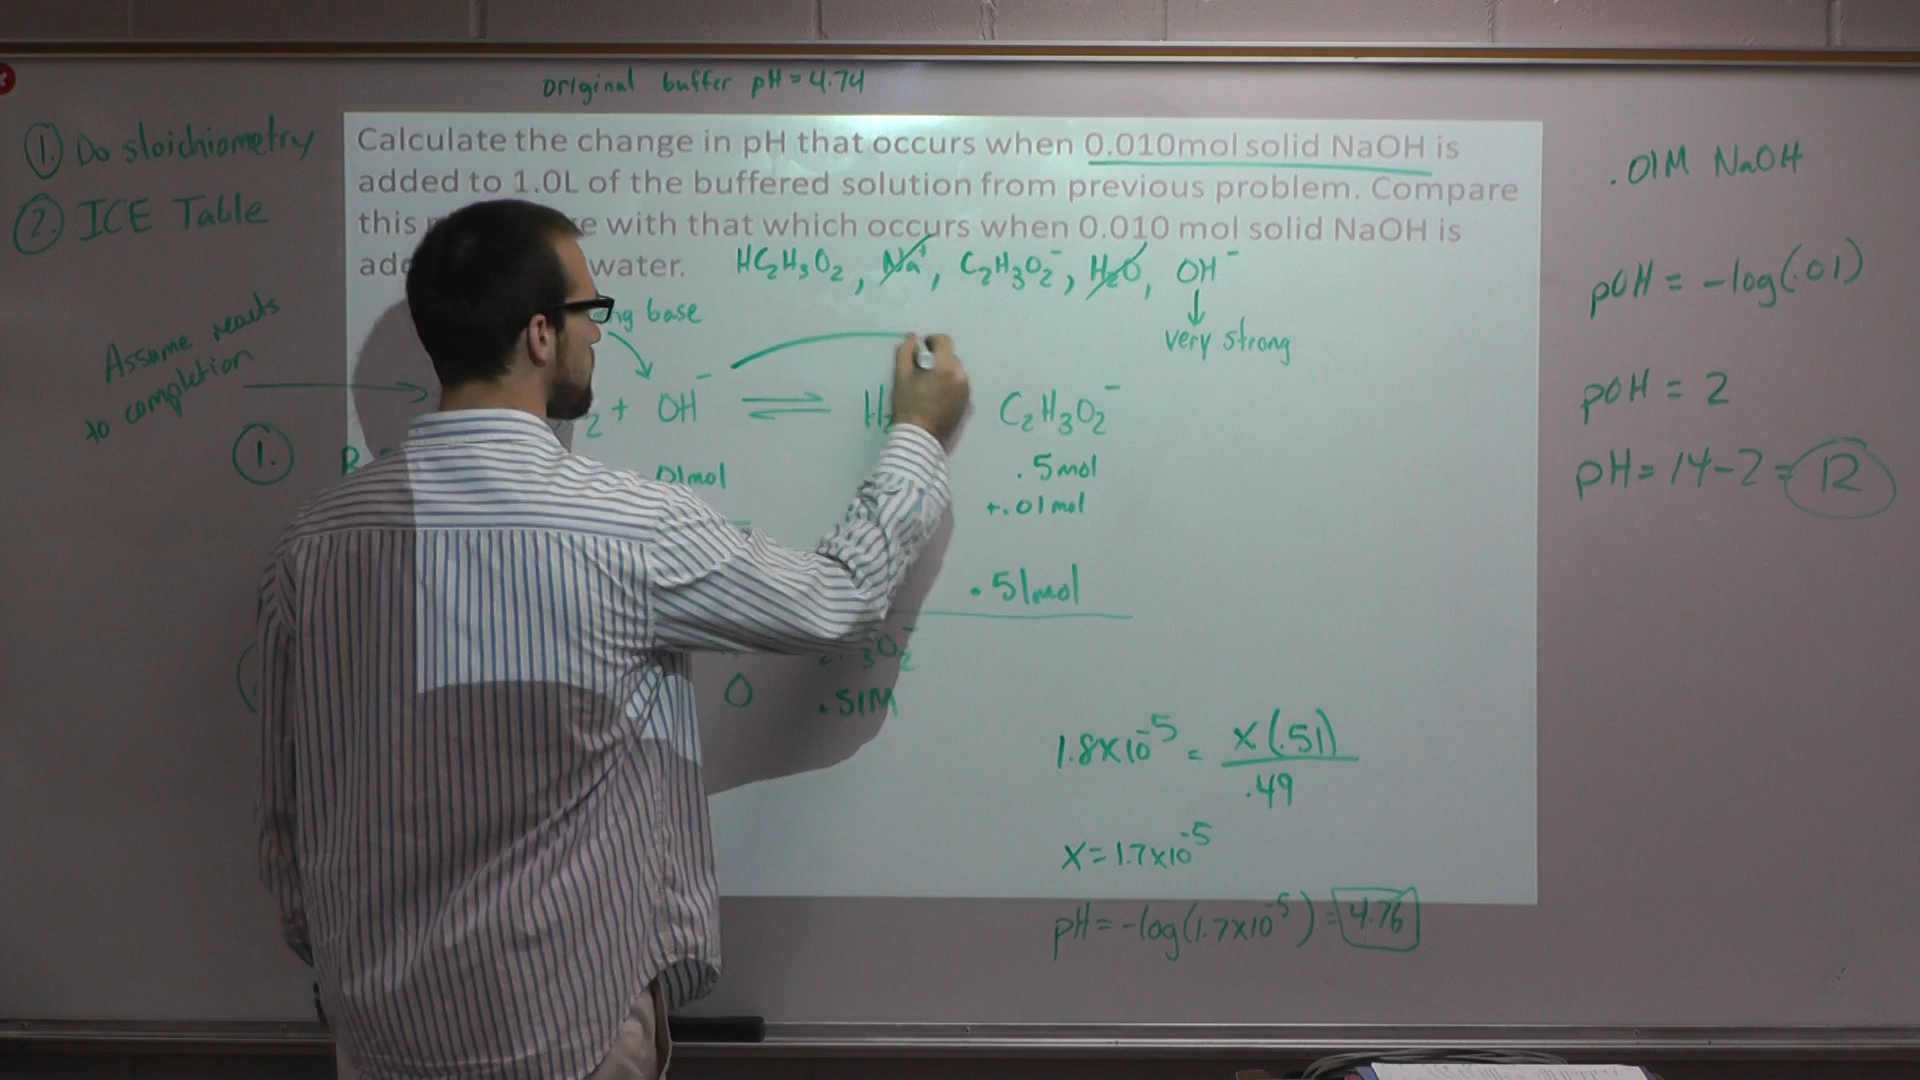 original buffer pH = 4.74
1. Do stoichiometry
2. ICE Table
Calculate the change in pH that occurs when 0.010mol solid NaOH is
added to 1.0L of the buffered solution from previous problem. Compare
this e with that which occurs when 0.010 mol solid NaOH is
water.
HC₂H₃O₂, Na⁺, C₂H₃O₂⁻, H₂O, OH⁻
↓
very strong
base
Assume reacts
to completion
₂ + OH⁻ ⇌ H₂ C₂H₃O₂⁻
1. .5mol
01mol +.01mol
.51mol
₃O₂⁻
0 .51M
1.8x10⁻⁵ = x(.51)
.49
x=1.7x10⁻⁵
pH = -log(1.7x10⁻⁵) = 4.76
.01M NaOH
pOH = -log(.01)
pOH = 2
pH = 14-2 = 12